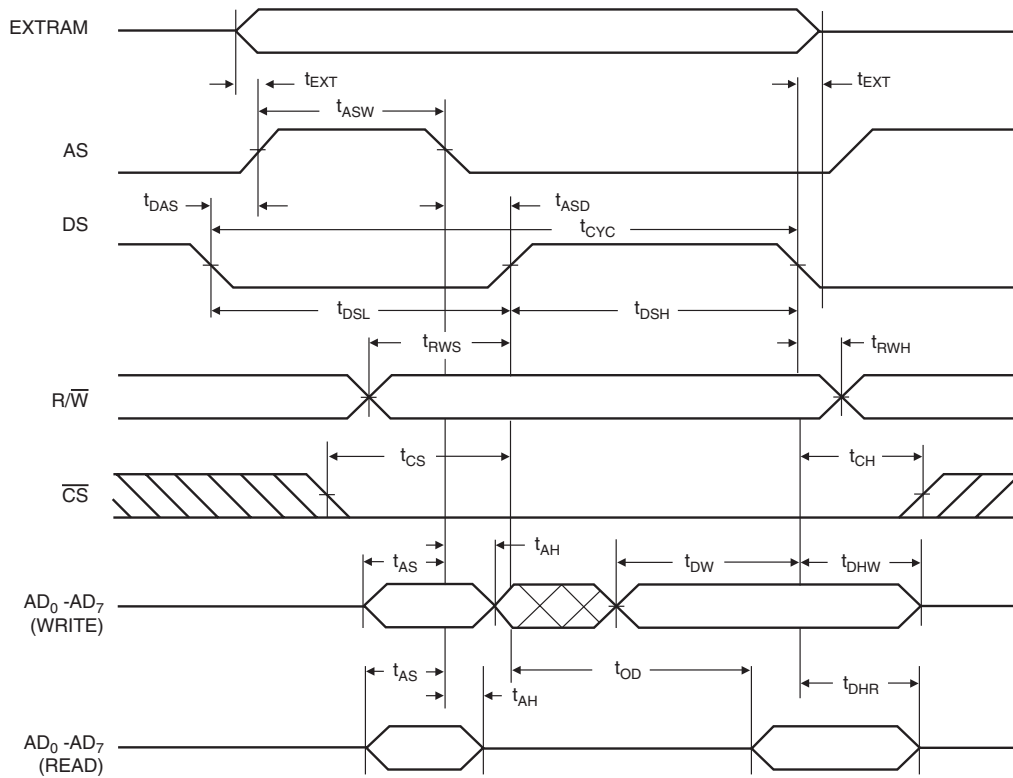 EXTRAM
tEXT
tEXT
tASW
AS
tDAS
tASD
DS
tCYC
tDSL
tDSH
tRWS
tRWH
R/W̅
tCS
tCH
C̅S̅
tAS
tAH
tDW
tDHW
AD0 -AD7
(WRITE)
tAS
tAH
tOD
tDHR
AD0 -AD7
(READ)